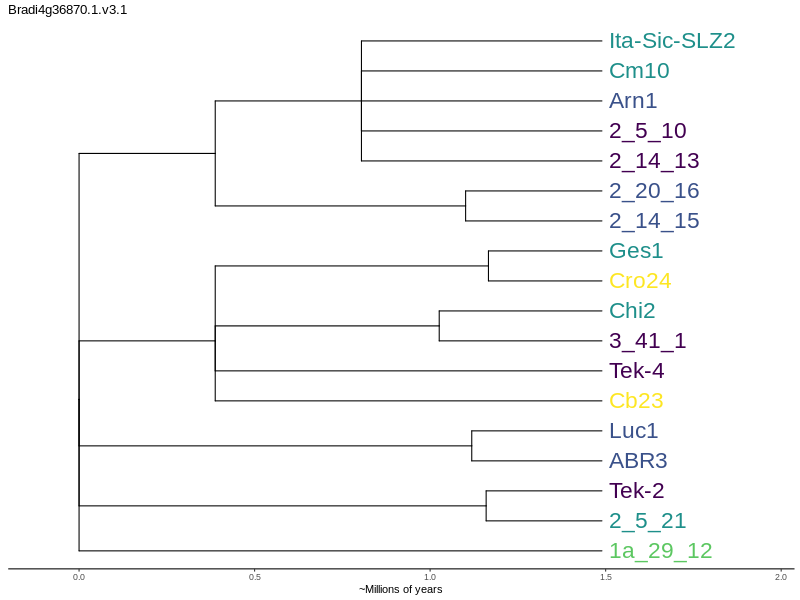 Bradi4g36870.1.v3.1
Ita-Sic-SLZ2
Cm10
Arn1
2_5_10
2_14_13
2_20_16
2_14_15
Ges1
Cro24
Chi2
3_41_1
Tek-4
Cb23
Luc1
ABR3
Tek-2
2_5_21
1a_29_12
0.0 0.5 1.0 1.5 2.0
~Millions of years